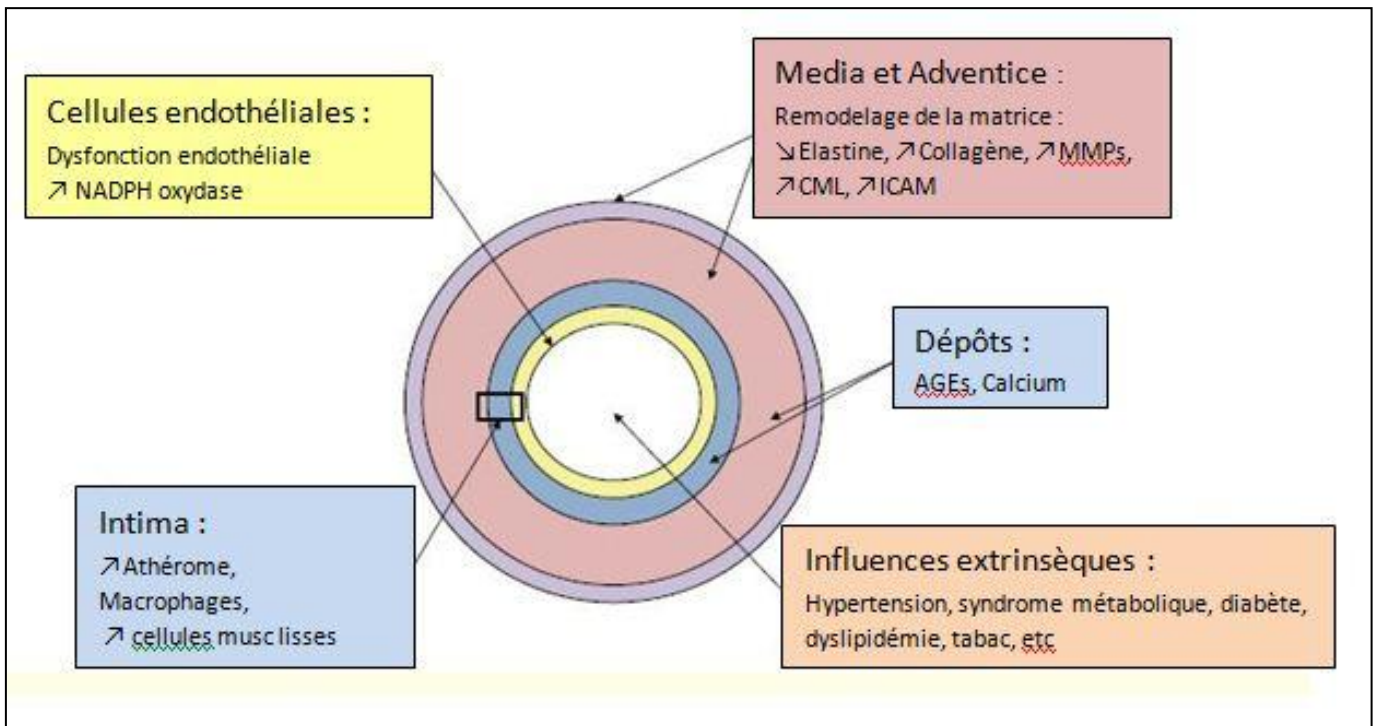 Cellules endothéliales :
Dysfonction endothéliale
↗ NADPH oxydase
Media et Adventice :
Remodelage de la matrice :
↘Elastine, ↗Collagène, ↗MMPs,
↗CML, ↗ICAM
Dépôts :
AGEs, Calcium
Intima :
↗Athérome,
Macrophages,
↗ cellules musc lisses
Influences extrinsèques :
Hypertension, syndrome métabolique, diabète,
dyslipidémie, tabac, etc